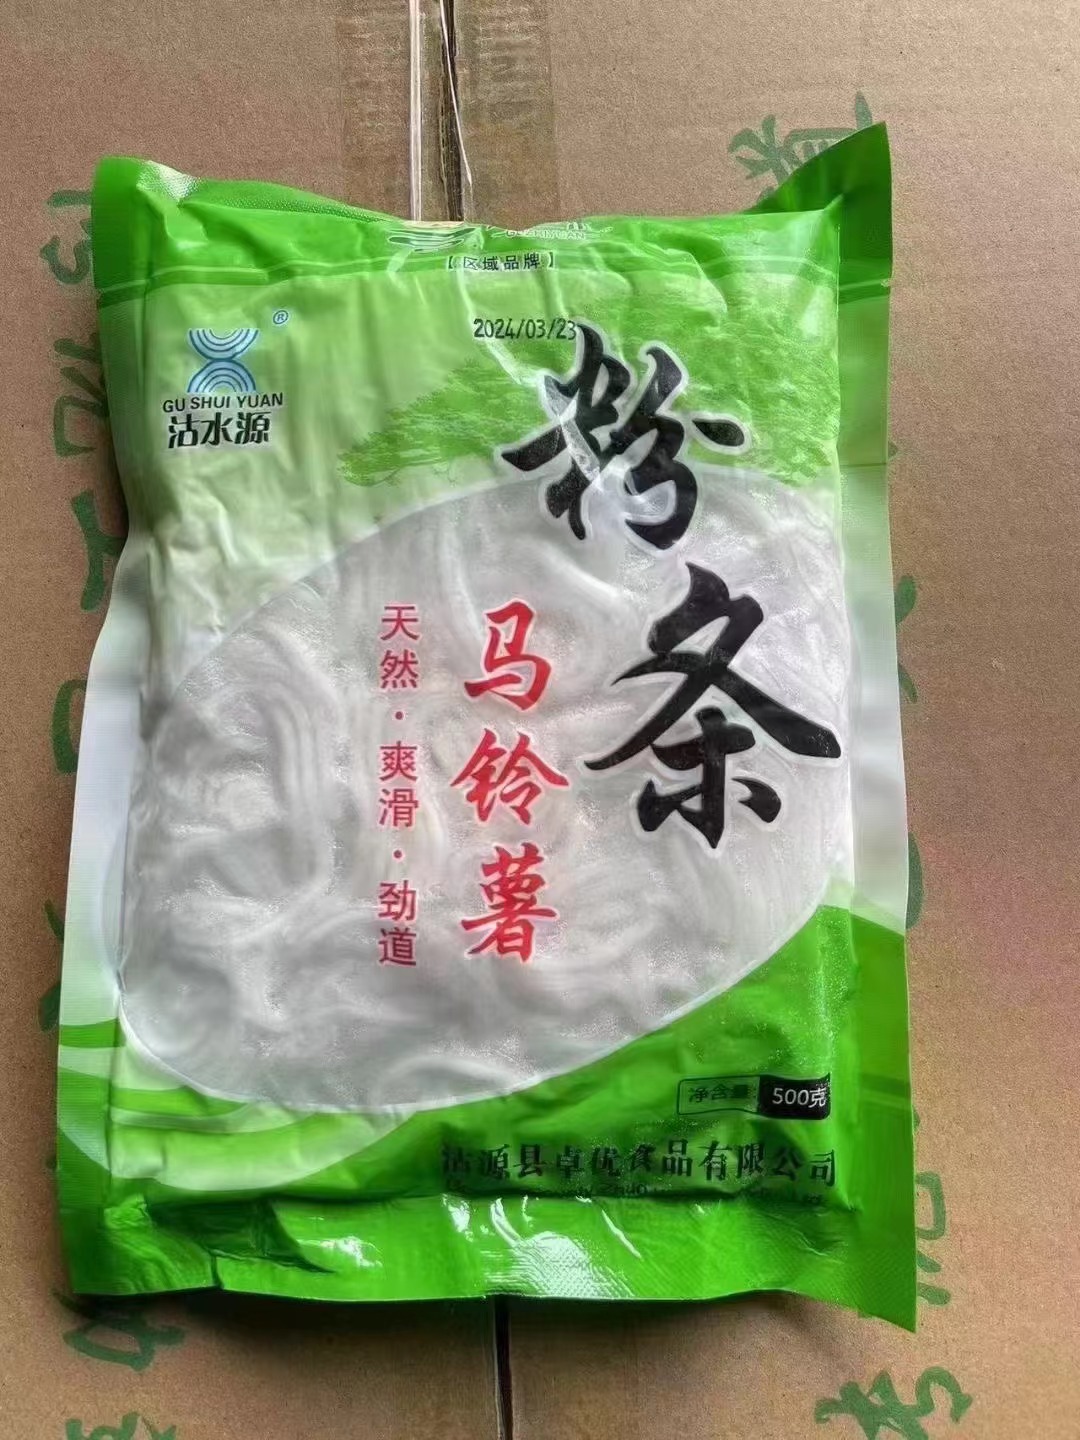 GUZHIYUAN
【区域品牌】
2024/03/23
®
GU SHUI YUAN
沽水源
粉条
马铃薯
天然·爽滑·劲道
净含量: 500克
沽源县卓优食品有限公司